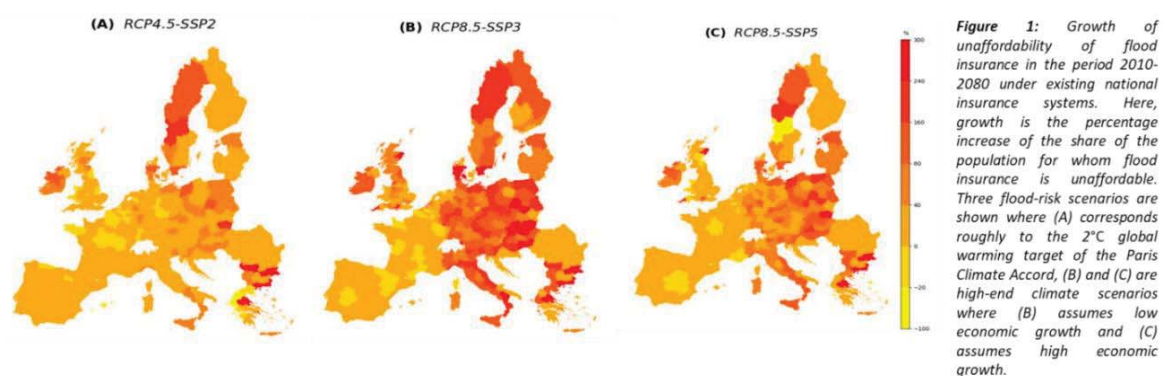 (A) RCP4.5-SSP2
(B) RCP8.5-SSP3
(C) RCP8.5-SSP5
%
300
240
160
80
40
0
−20
−100
Figure 1: Growth of
unaffordability of flood
insurance in the period 2010-
2080 under existing national
insurance systems. Here,
growth is the percentage
increase of the share of the
population for whom flood
insurance is unaffordable.
Three flood-risk scenarios are
shown where (A) corresponds
roughly to the 2°C global
warming target of the Paris
Climate Accord, (B) and (C) are
high-end climate scenarios
where (B) assumes low
economic growth and (C)
assumes high economic
growth.